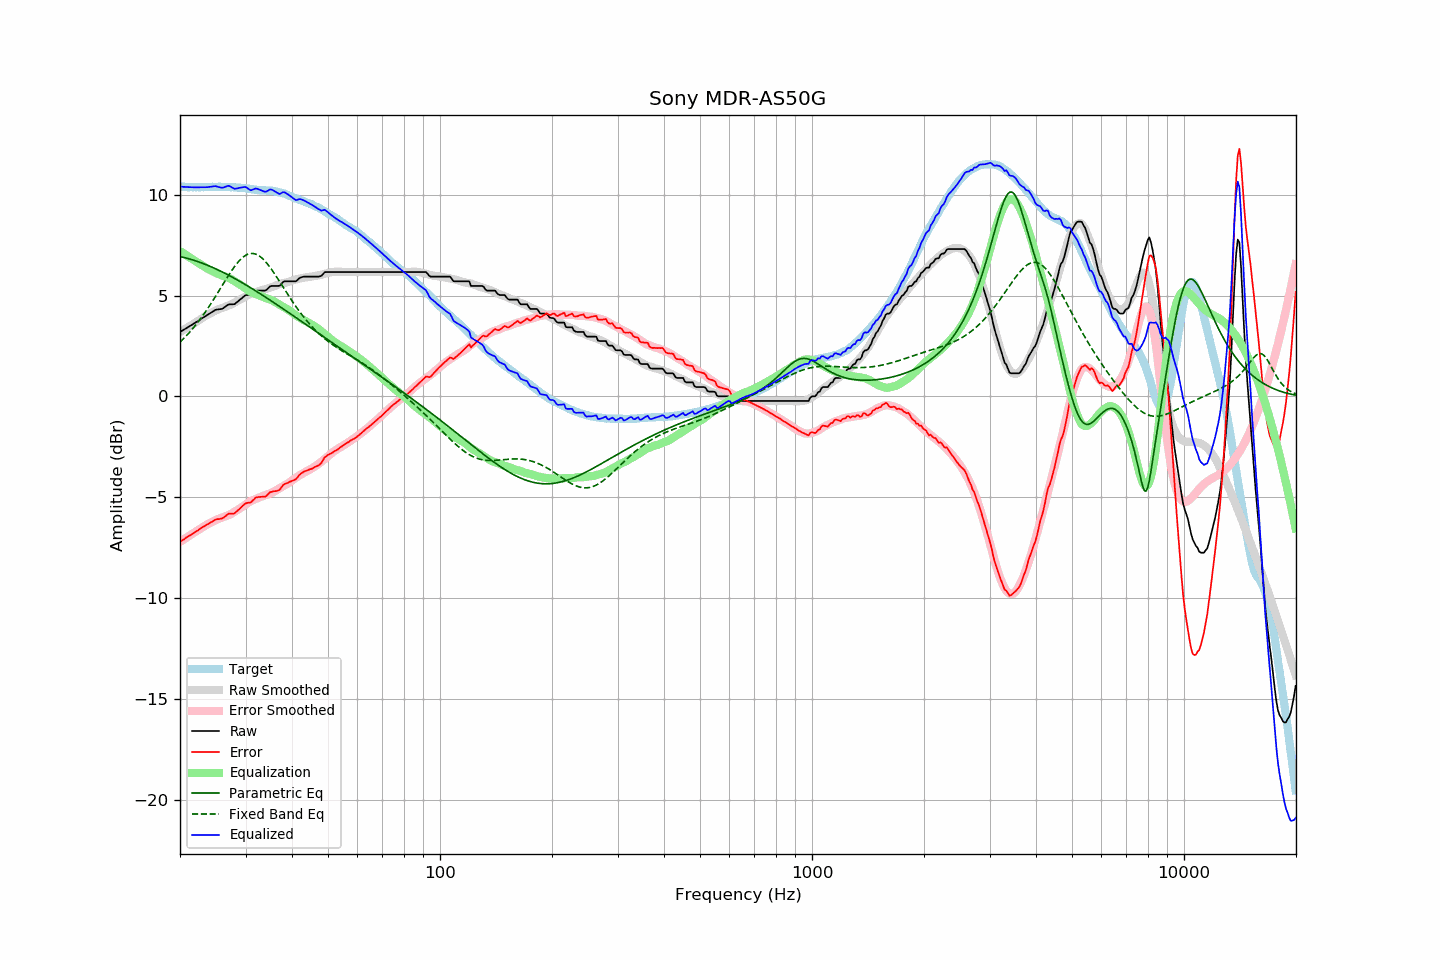 Sony MDR-AS50G
Amplitude (dBr)
10
5
0
−5
−10
−15
−20
Target
Raw Smoothed
Error Smoothed
Raw
Error
Equalization
Parametric Eq
Fixed Band Eq
Equalized
100
1000
10000
Frequency (Hz)